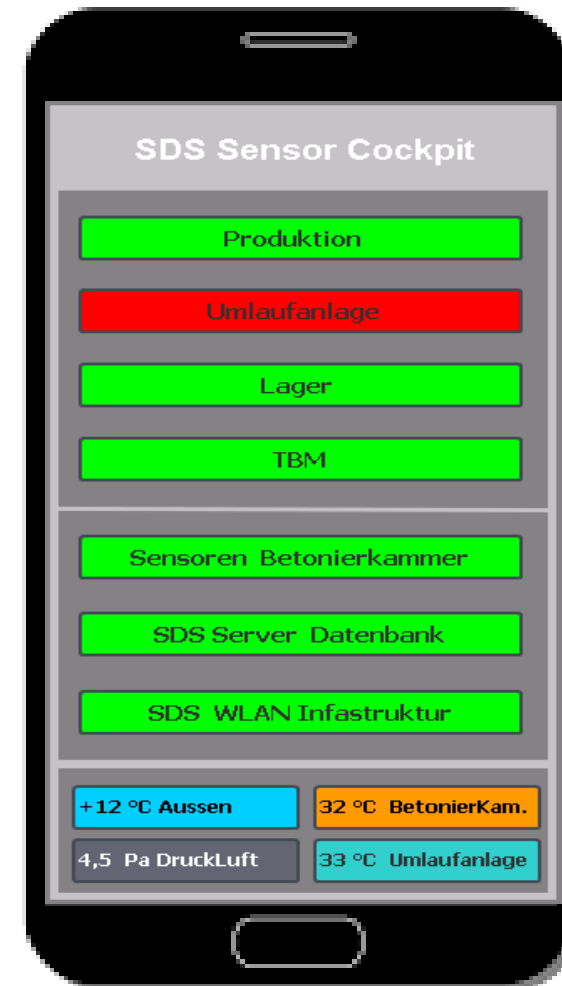 SDS Sensor Cockpit
Produktion
Umlaufanlage
Lager
TBM
Sensoren Betonierkammer
SDS Server Datenbank
SDS WLAN Infastruktur
+12 °C Aussen
32 °C BetonierKam.
4,5 Pa DruckLuft
33 °C Umlaufanlage